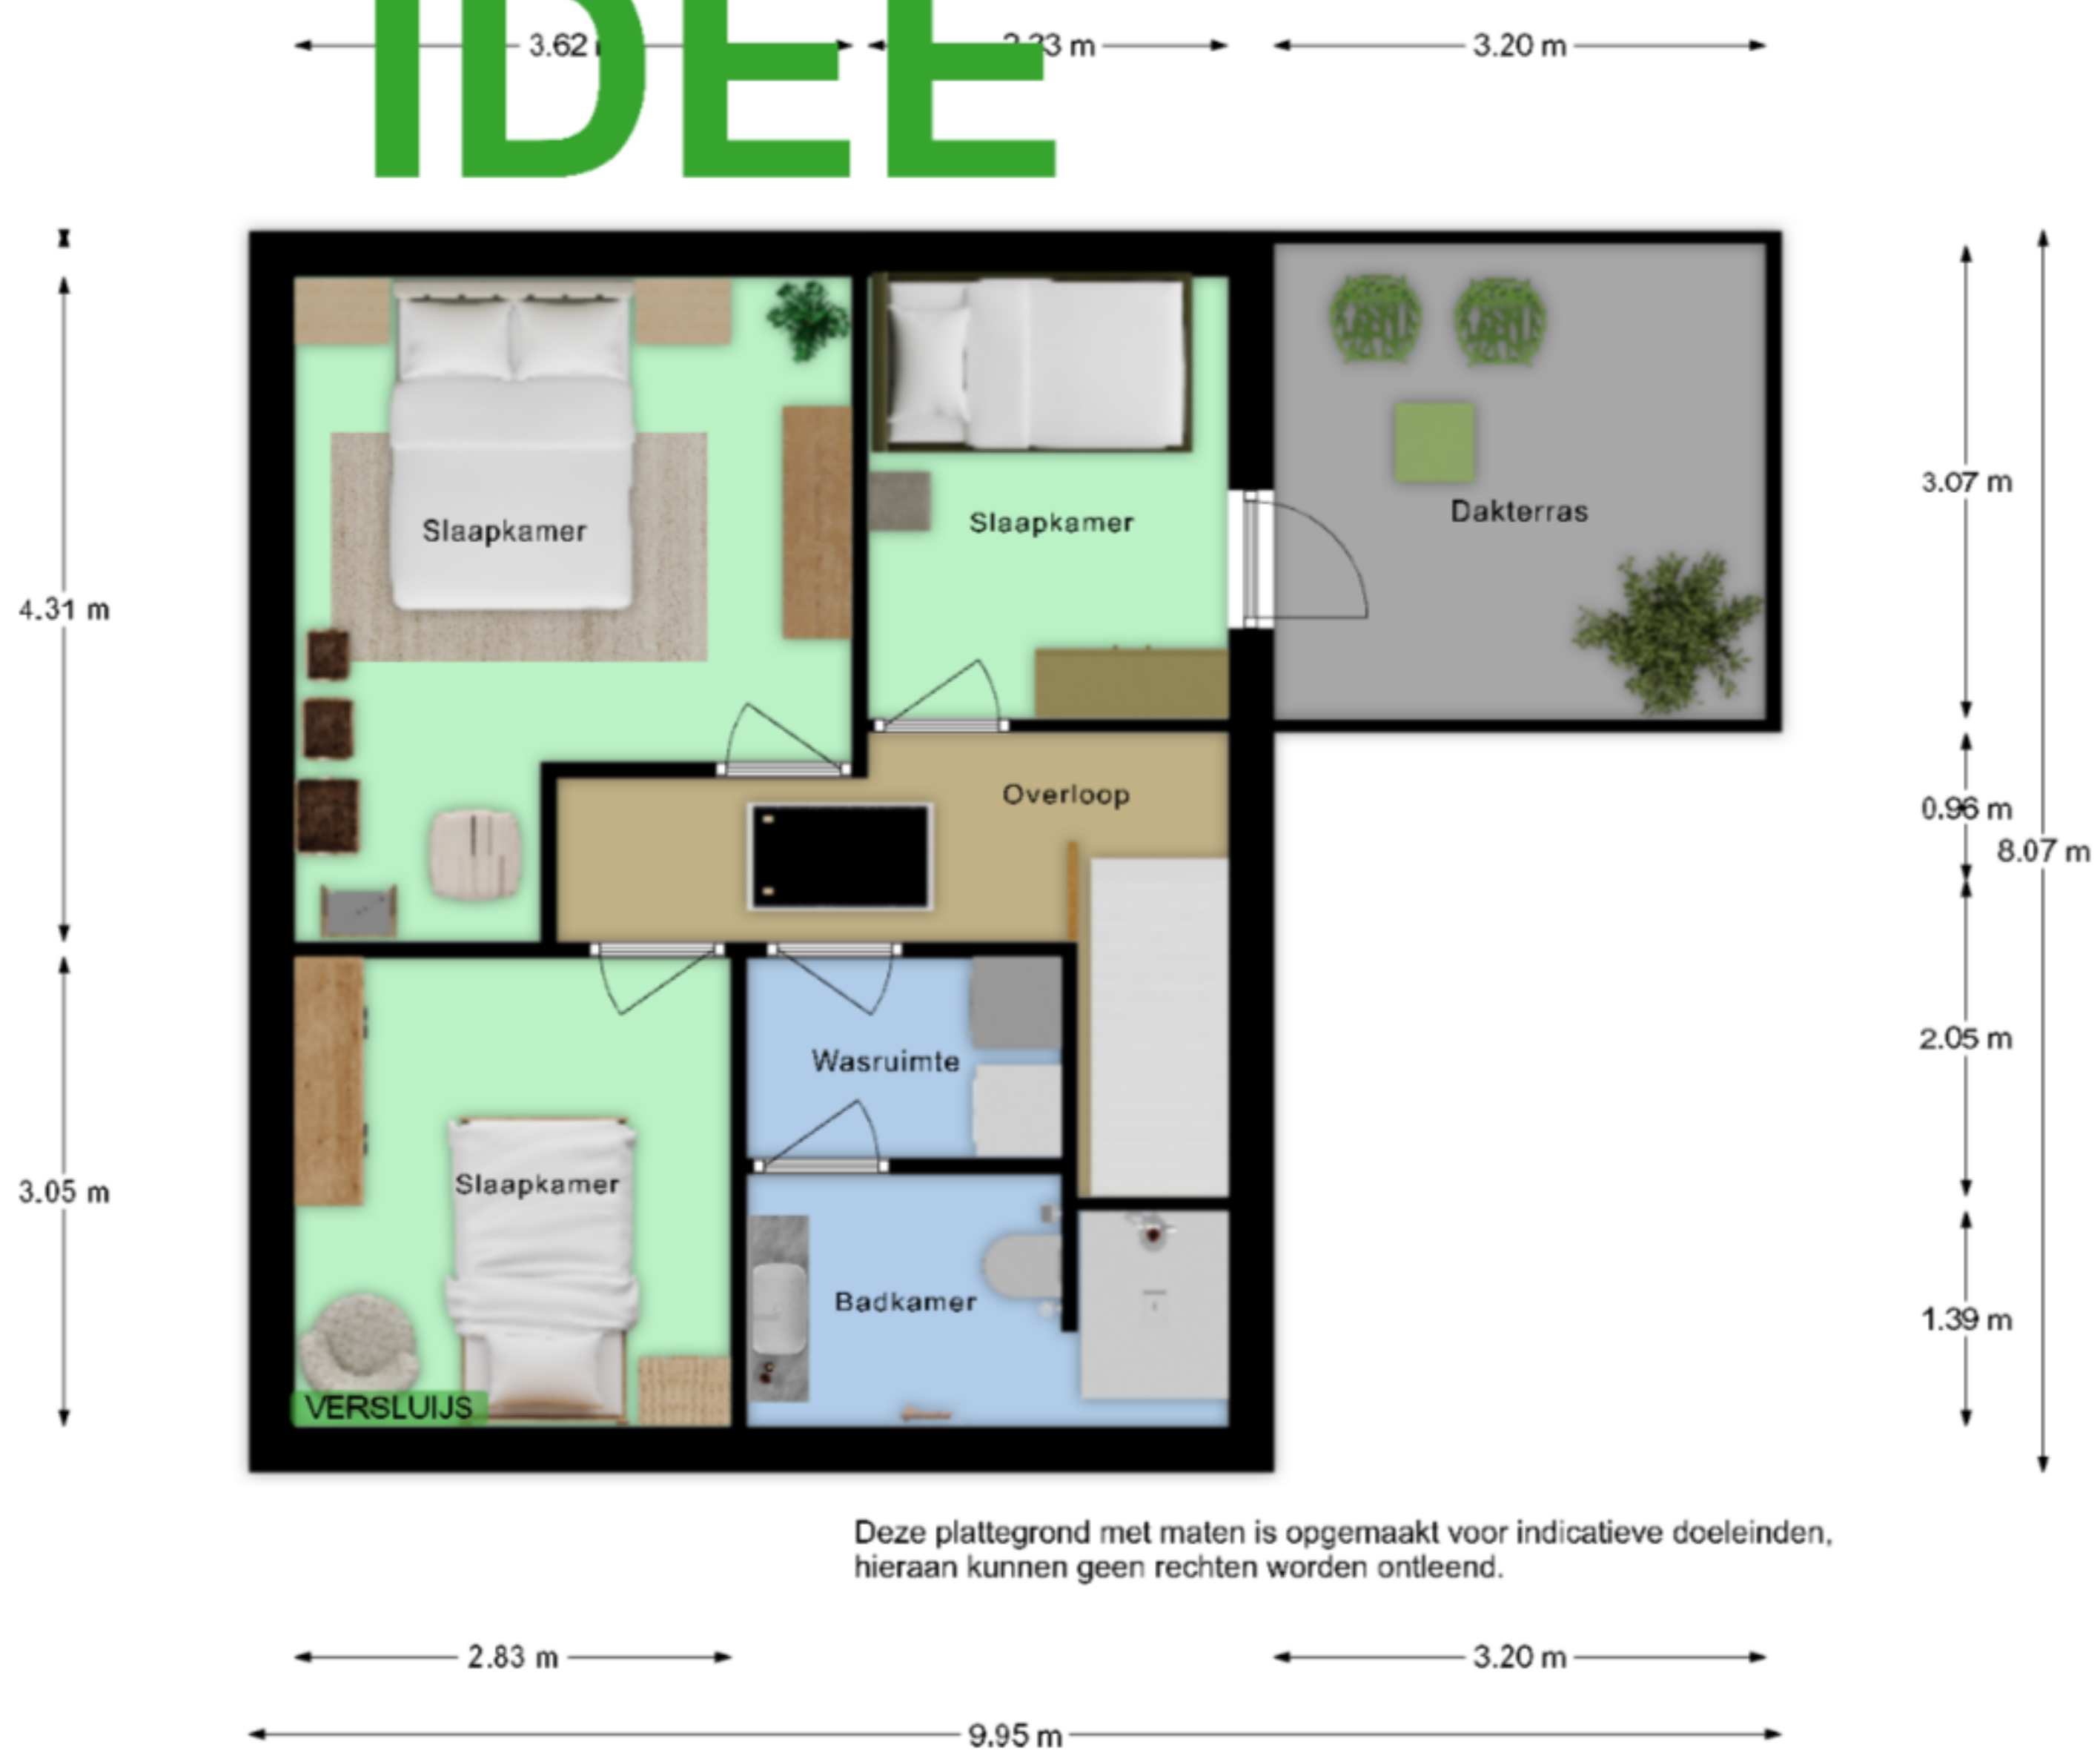 IDEE
3.62
3.20 m
Slaapkamer
Slaapkamer
Dakterras
4.31 m
3.07 m
Overloop
0.96 m
8.07 m
Wasruimte
2.05 m
Slaapkamer
3.05 m
Badkamer
1.39 m
VERSLUIJS
Deze plattegrond met maten is opgemaakt voor indicatieve doeleinden,
hieraan kunnen geen rechten worden ontleend.
2.83 m
3.20 m
9.95 m